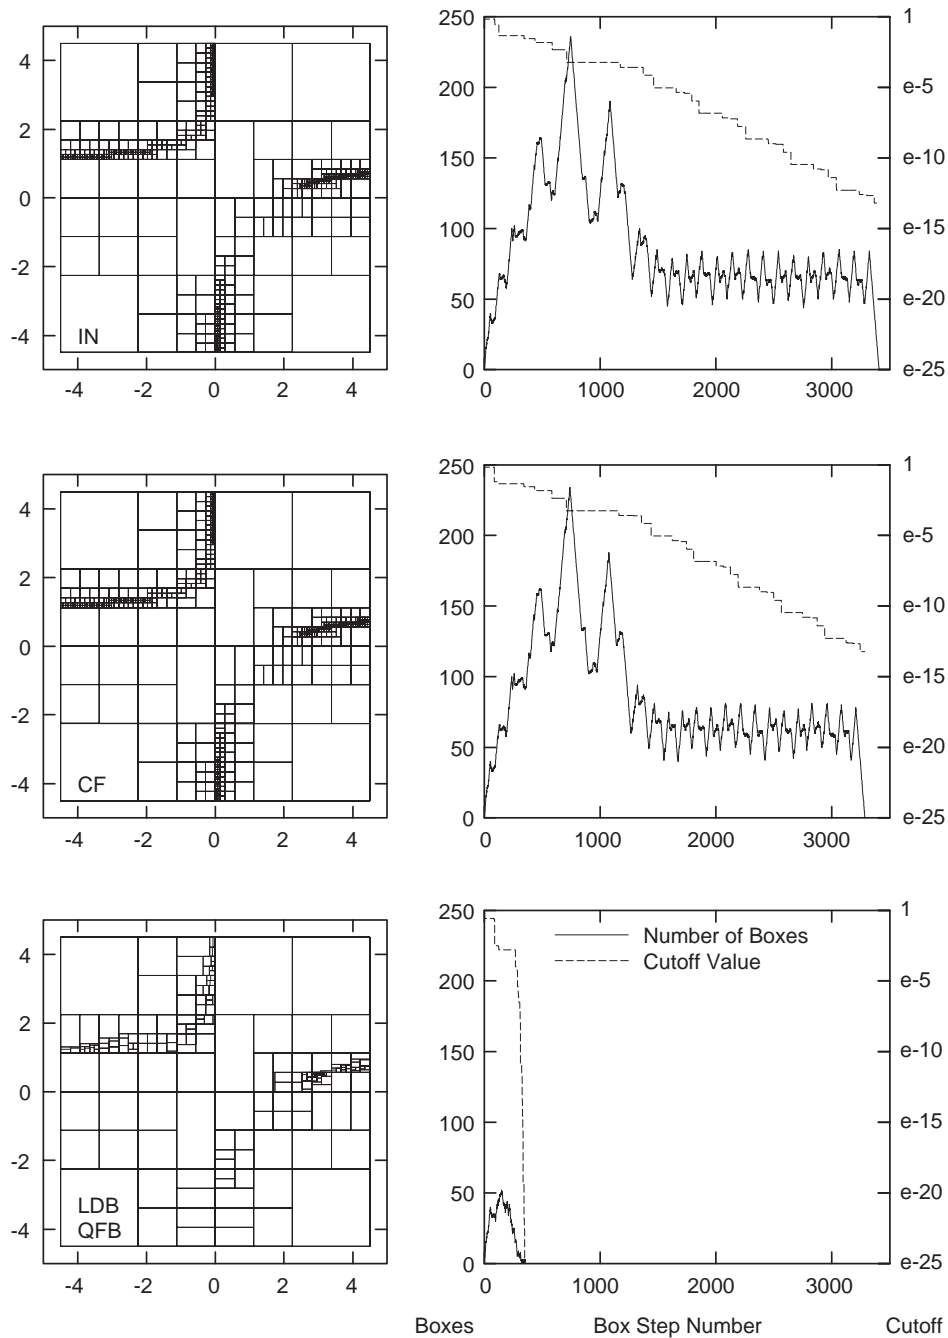 4
2
0
-2
-4
IN
-4 -2 0 2 4
250
200
150
100
50
0
0 1000 2000 3000
1
e-5
e-10
e-15
e-20
e-25
4
2
0
-2
-4
CF
-4 -2 0 2 4
250
200
150
100
50
0
0 1000 2000 3000
1
e-5
e-10
e-15
e-20
e-25
4
2
0
-2
-4
LDB
QFB
-4 -2 0 2 4
250
200
150
100
50
0
Number of Boxes
Cutoff Value
0 1000 2000 3000
1
e-5
e-10
e-15
e-20
e-25
Boxes Box Step Number Cutoff